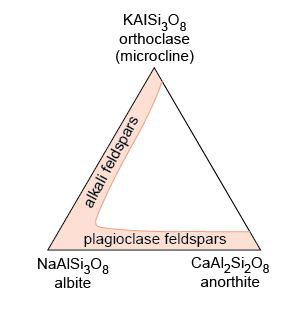 KAlSi₃O₈
orthoclase
(microcline)
alkali feldspars
plagioclase feldspars
NaAlSi₃O₈
albite
CaAl₂Si₂O₈
anorthite